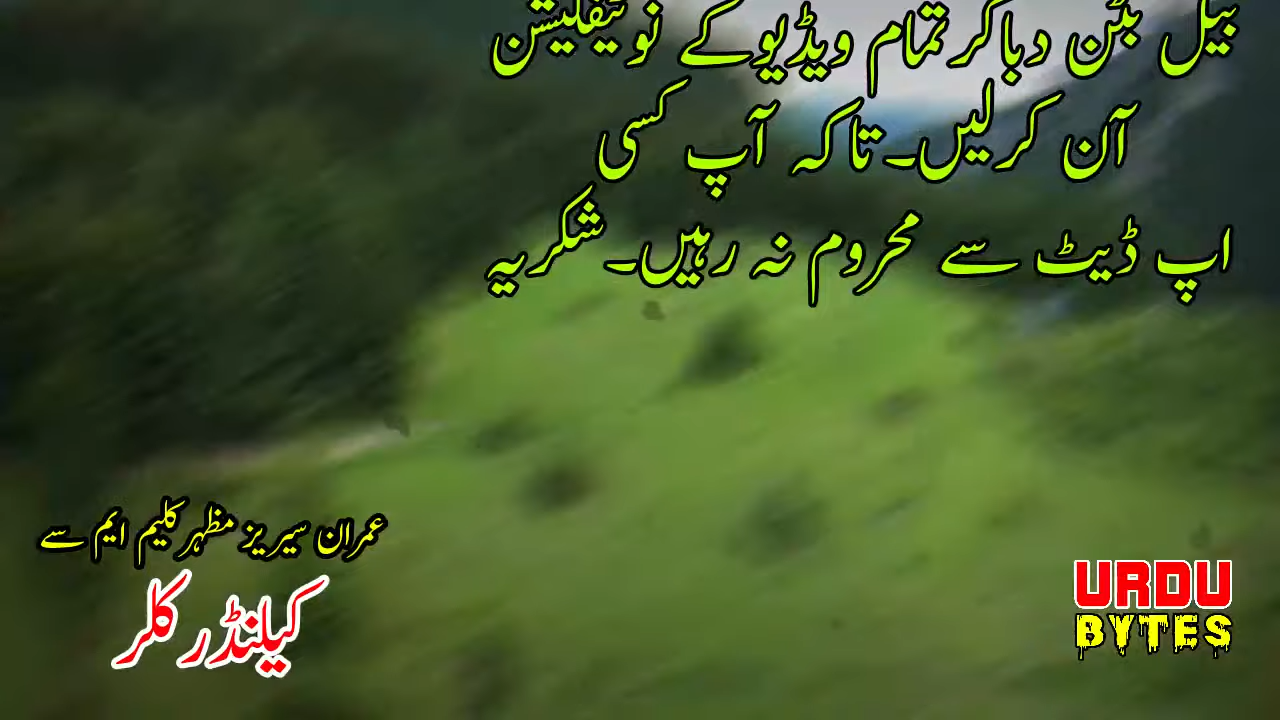 بیل بٹن دبا کر تمام ویڈیو کے نوٹیفکیشن
آن کرلیں۔ تاکہ آپ کسی
اپ ڈیٹ سے محروم نہ رہیں۔ شکریہ
عمران سیریز مظہر کلیم ایم سے
کیلنڈر کلر
URDU
BYTES